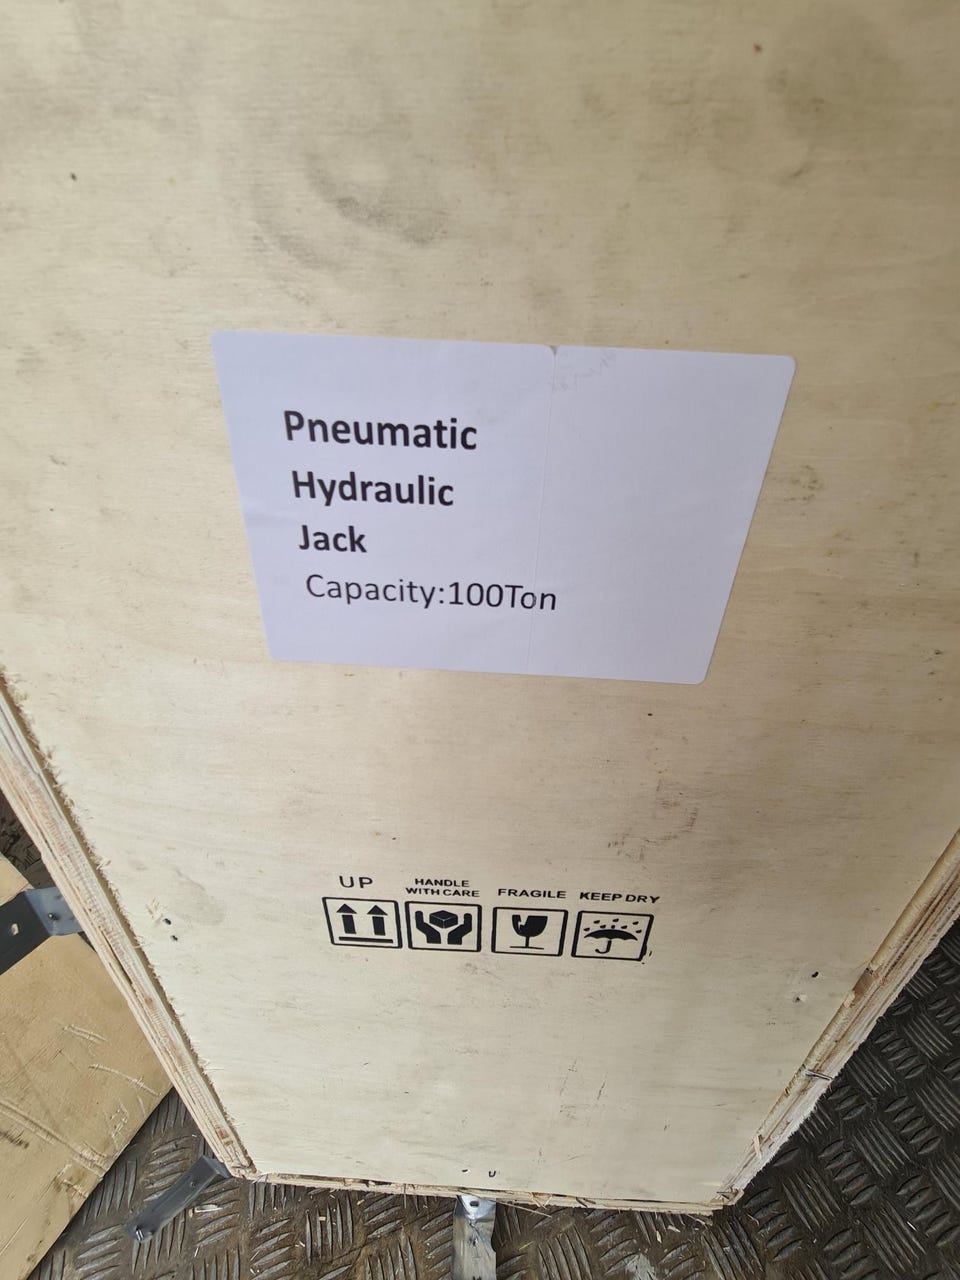 Pneumatic
Hydraulic
Jack
Capacity:100Ton
UP
HANDLE
WITH CARE
FRAGILE
KEEP DRY